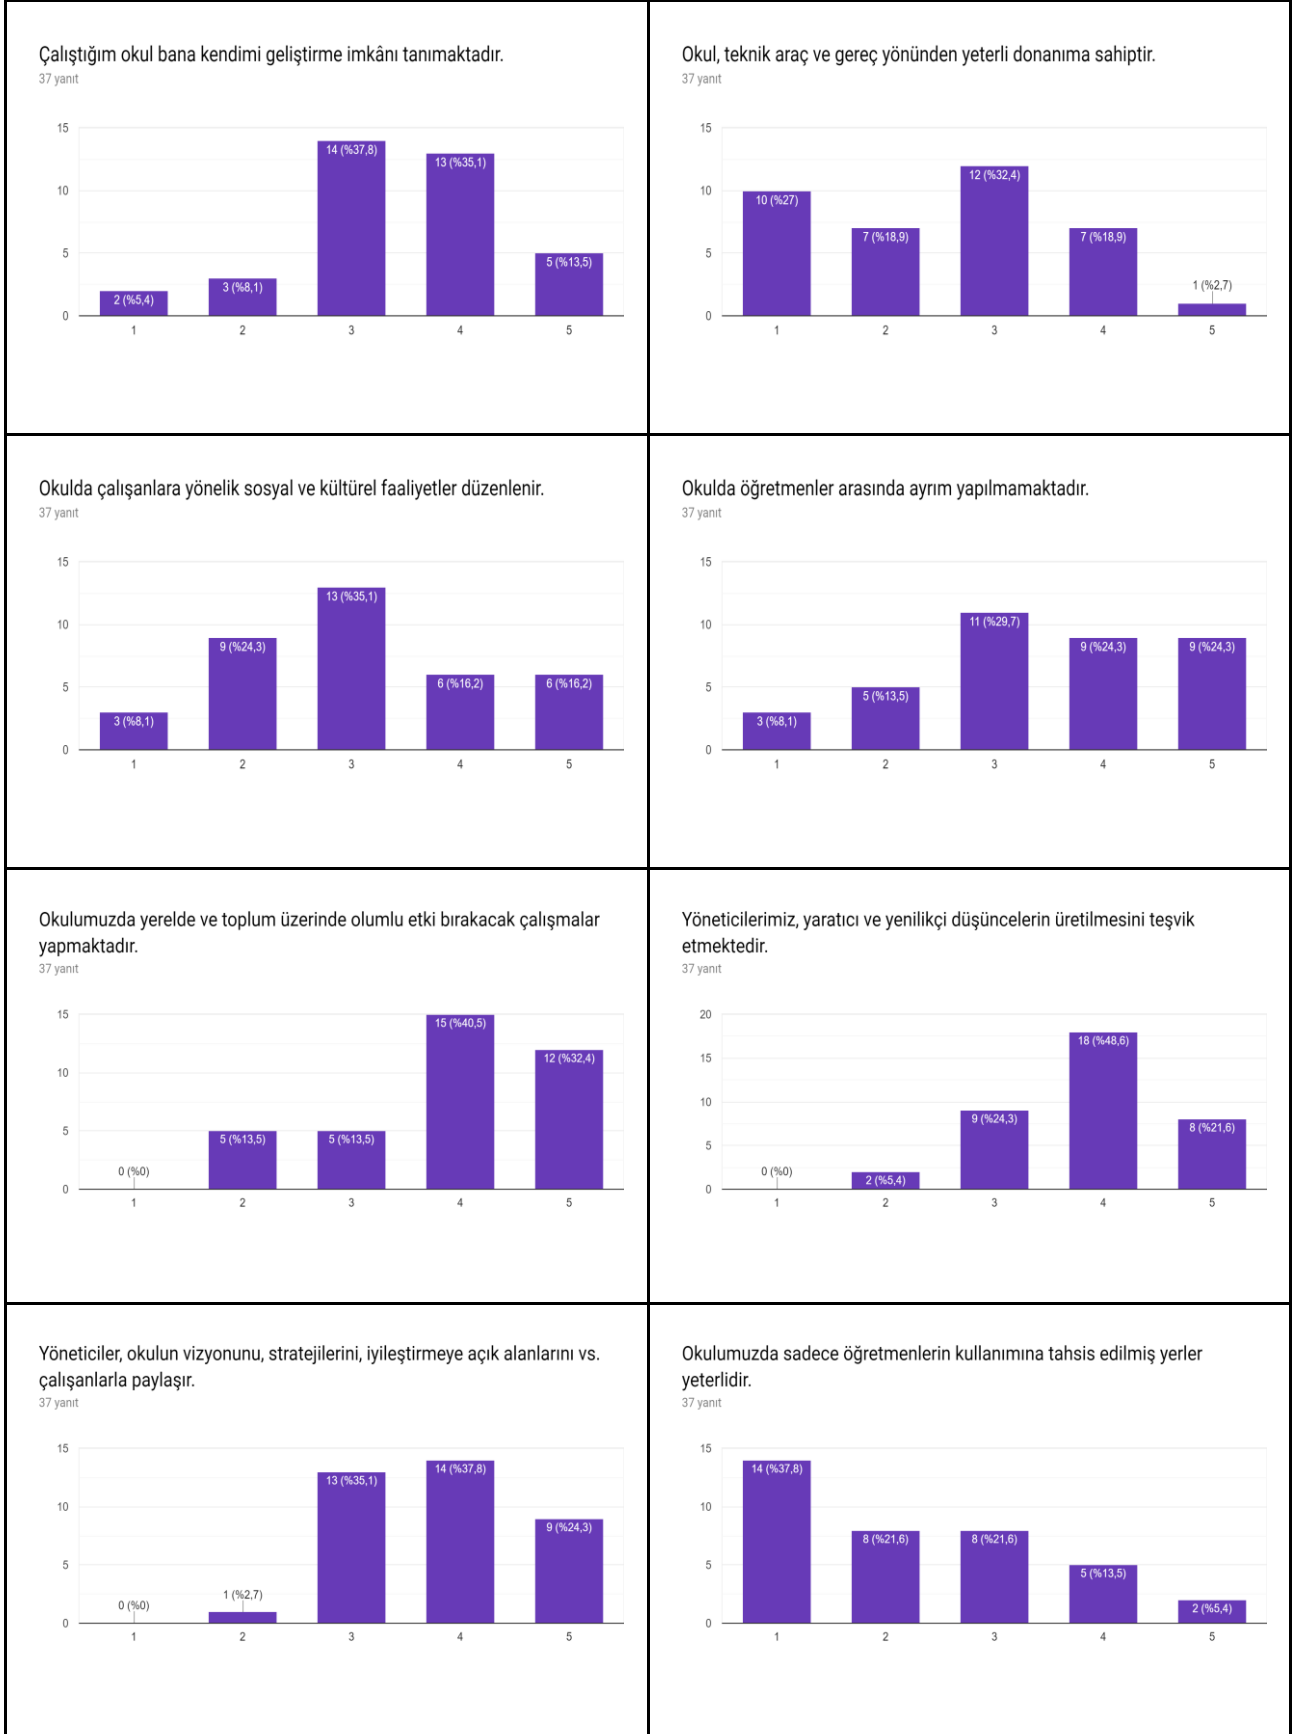 Çalıştığım okul bana kendimi geliştirme imkânı tanımaktadır.
37 yanıt
15
10
5
0
2 (%5,4)
3 (%8,1)
14 (%37,8)
13 (%35,1)
5 (%13,5)
1 2 3 4 5
Okul, teknik araç ve gereç yönünden yeterli donanıma sahiptir.
37 yanıt
15
10
5
0
10 (%27)
7 (%18,9)
12 (%32,4)
7 (%18,9)
1 (%2,7)
1 2 3 4 5
Okulda çalışanlara yönelik sosyal ve kültürel faaliyetler düzenlenir.
37 yanıt
15
10
5
0
3 (%8,1)
9 (%24,3)
13 (%35,1)
6 (%16,2)
6 (%16,2)
1 2 3 4 5
Okulda öğretmenler arasında ayrım yapılmamaktadır.
37 yanıt
15
10
5
0
3 (%8,1)
5 (%13,5)
11 (%29,7)
9 (%24,3)
9 (%24,3)
1 2 3 4 5
Okulumuzda yerelde ve toplum üzerinde olumlu etki bırakacak çalışmalar
yapmaktadır.
37 yanıt
15
10
5
0
0 (%0)
5 (%13,5)
5 (%13,5)
15 (%40,5)
12 (%32,4)
1 2 3 4 5
Yöneticilerimiz, yaratıcı ve yenilikçi düşüncelerin üretilmesini teşvik
etmektedir.
37 yanıt
20
15
10
5
0
0 (%0)
2 (%5,4)
9 (%24,3)
18 (%48,6)
8 (%21,6)
1 2 3 4 5
Yöneticiler, okulun vizyonunu, stratejilerini, iyileştirmeye açık alanlarını vs.
çalışanlarla paylaşır.
37 yanıt
15
10
5
0
0 (%0)
1 (%2,7)
13 (%35,1)
14 (%37,8)
9 (%24,3)
1 2 3 4 5
Okulumuzda sadece öğretmenlerin kullanımına tahsis edilmiş yerler
yeterlidir.
37 yanıt
15
10
5
0
14 (%37,8)
8 (%21,6)
8 (%21,6)
5 (%13,5)
2 (%5,4)
1 2 3 4 5